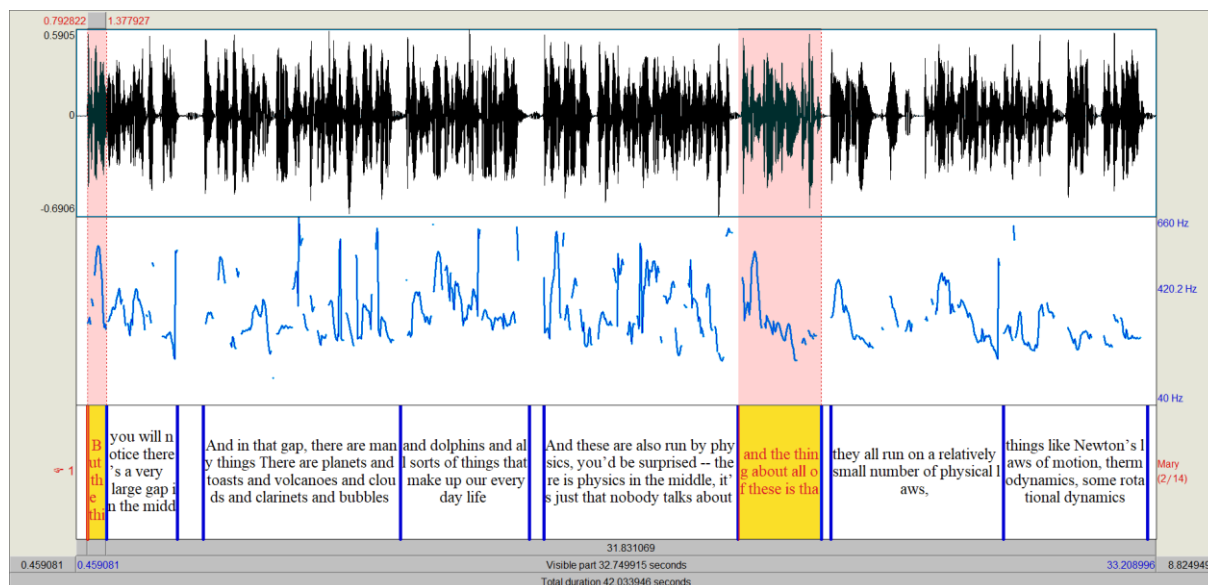 0.792822 1.377927
0.5905
0
-0.6906
660 Hz
420.2 Hz
40 Hz
1
B
ut th
e
thi
you will n
otice there
's a very
large gap i
n the midd
And in that gap, there are man
y things There are planets and
toasts and volcanoes and clou
ds and clarinets and bubbles
and dolphins and al
l sorts of things that
make up our every
day life
And these are also run by phy
sics, you'd be surprised -- the
re is physics in the middle, it'
s just that nobody talks about
and the thin
g about all o
f these is tha
they all run on a relatively
small number of physical l
aws,
things like Newton's l
aws of motion, therm
odynamics, some rota
tional dynamics
Mary
(2/14)
31.831069
0.459081 0.459081 Visible part 32.749915 seconds 33.208996 8.824949
Total duration 42.033946 seconds